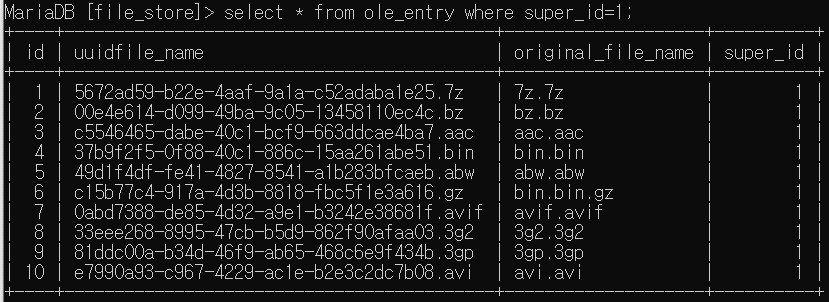 MariaDB [file_store]> select * from ole_entry where super_id=1;
+----+-------------------------------------------+--------------------+----------+
| id | uuidfile_name                             | original_file_name | super_id |
+----+-------------------------------------------+--------------------+----------+
|  1 | 5672ad59-b22e-4aaf-9a1a-c52adaba1e25.7z   | 7z.7z              |        1 |
|  2 | 00e4e614-d099-49ba-9c05-13458110ec4c.bz   | bz.bz              |        1 |
|  3 | c5546465-dabe-40c1-bcf9-663ddcae4ba7.aac  | aac.aac            |        1 |
|  4 | 37b9f2f5-0f88-40c1-886c-15aa261abe51.bin  | bin.bin            |        1 |
|  5 | 49d1f4df-fe41-4827-8541-a1b283bfcaeb.abw  | abw.abw            |        1 |
|  6 | c15b77c4-917a-4d3b-8818-fbc5f1e3a616.gz   | bin.bin.gz         |        1 |
|  7 | 0abd7388-de85-4d32-a9e1-b3242e38681f.avif | avif.avif          |        1 |
|  8 | 33eee268-8995-47cb-b5d9-862f90afaa03.3g2  | 3g2.3g2            |        1 |
|  9 | 81ddc00a-b34d-46f9-ab65-468c6e9f434b.3gp  | 3gp.3gp            |        1 |
| 10 | e7990a93-c967-4229-ac1e-b2e3c2dc7b08.avi  | avi.avi            |        1 |
+----+-------------------------------------------+--------------------+----------+